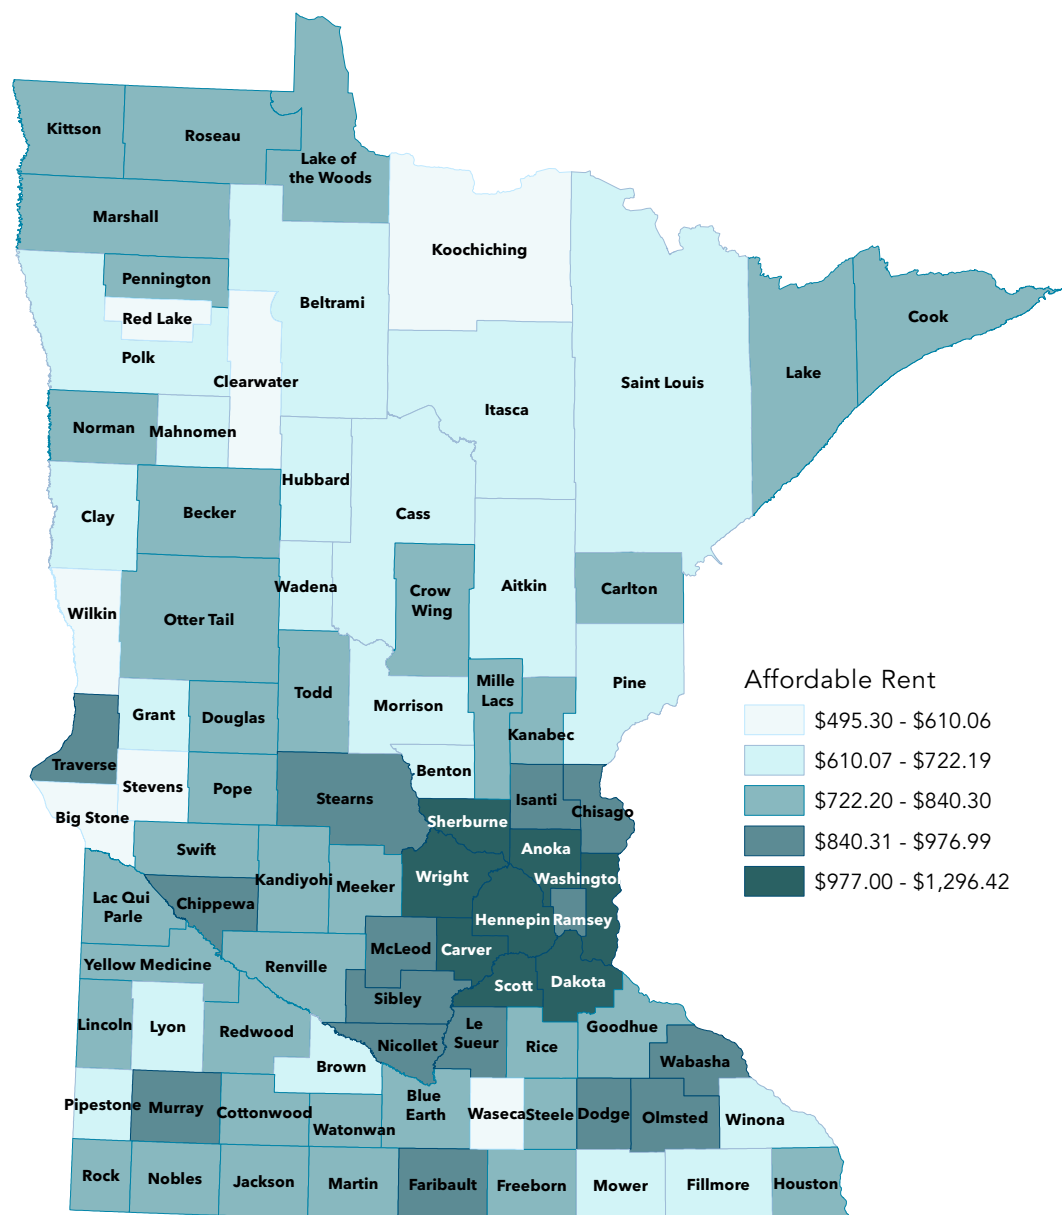 Kittson
Roseau
Lake of
the Woods
Marshall
Koochiching
Pennington
Beltrami
Red Lake
Cook
Polk
Lake
Clearwater
Saint Louis
Itasca
Norman
Mahnomen
Hubbard
Becker
Cass
Clay
Wadena
Aitkin
Carlton
Crow
Wing
Wilkin
Otter Tail
Mille
Lacs
Pine
Todd
Morrison
Grant
Douglas
Kanabec
Traverse
Benton
Stevens
Pope
Stearns
Isanti
Chisago
Big Stone
Sherburne
Swift
Anoka
Wright
Washington
Kandiyohi
Meeker
Lac Qui
Parle
Chippewa
Hennepin
Ramsey
McLeod
Carver
Yellow Medicine
Renville
Scott
Dakota
Sibley
Lincoln
Lyon
Redwood
Le
Sueur
Goodhue
Nicollet
Rice
Wabasha
Brown
Blue
Earth
Pipestone
Murray
Cottonwood
Watonwan
Waseca
Steele
Dodge
Olmsted
Winona
Rock
Nobles
Jackson
Martin
Faribault
Freeborn
Mower
Fillmore
Houston
Affordable Rent
$495.30 - $610.06
$610.07 - $722.19
$722.20 - $840.30
$840.31 - $976.99
$977.00 - $1,296.42